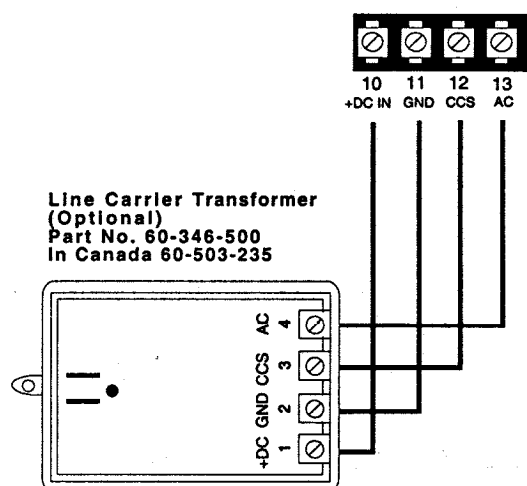 10 11 12 13
+DC IN GND CCS AC
Line Carrier Transformer
(Optional)
Part No. 60-346-500
In Canada 60-503-235
AC 4
CCS 3
GND 2
+DC 1